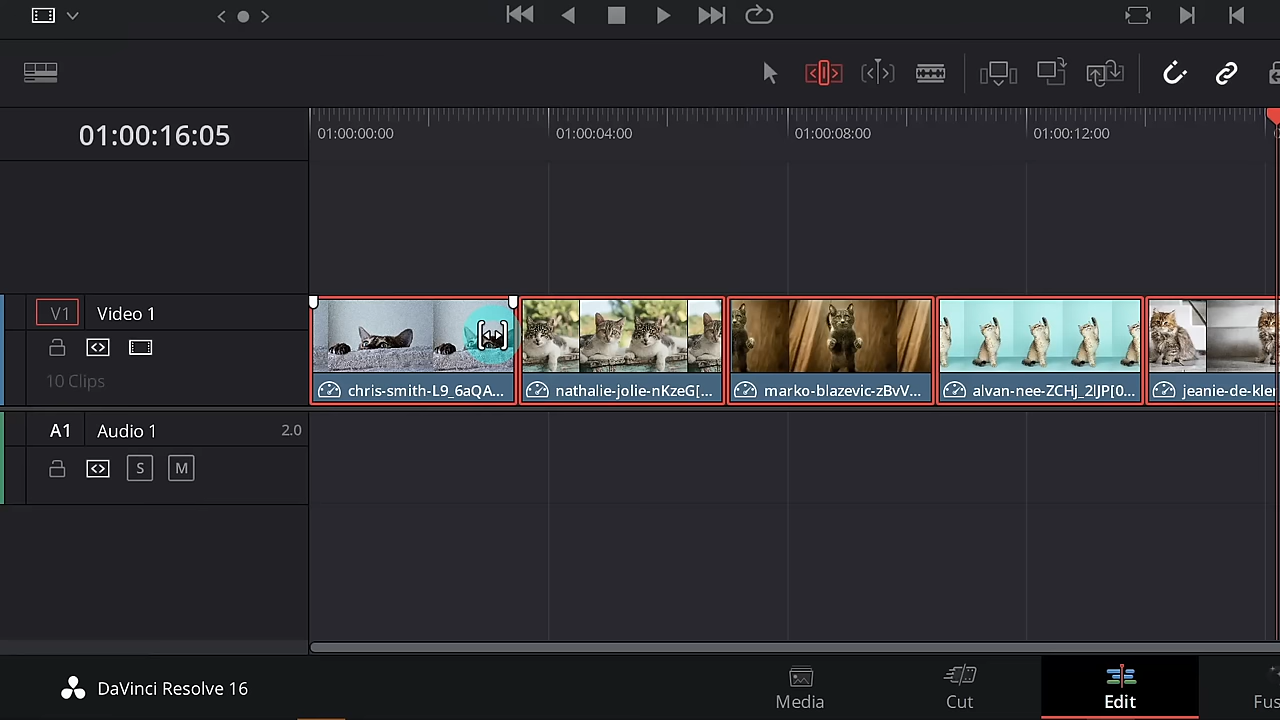 01:00:16:05
01:00:00:00
01:00:04:00
01:00:08:00
01:00:12:00
V1
Video 1
10 Clips
chris-smith-L9_6aQA...
nathalie-jolie-nKzeG[...
marko-blazevic-zBvV...
alvan-nee-ZCHj_2lJP[0...
jeanie-de-kler
A1
Audio 1
2.0
S
M
DaVinci Resolve 16
Media
Cut
Edit
Fus